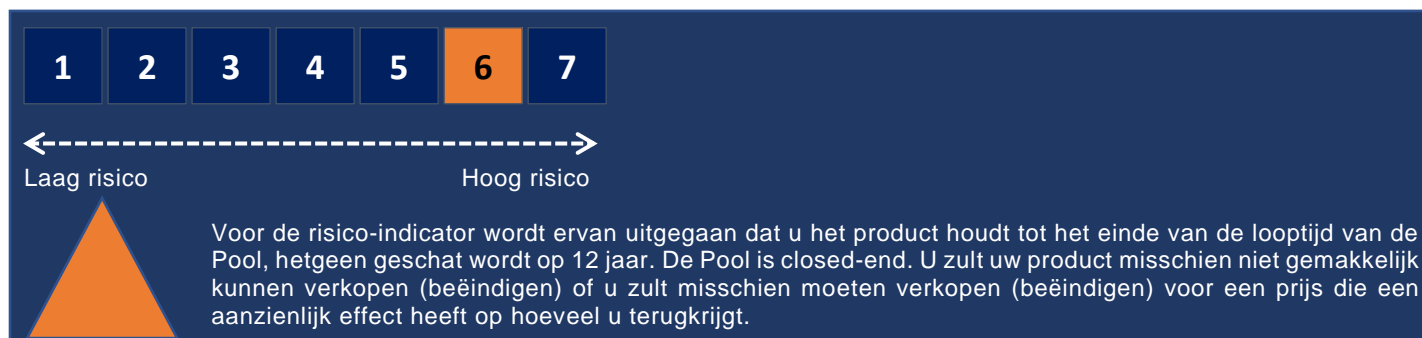 1 2 3 4 5 6 7
Laag risico Hoog risico
Voor de risico-indicator wordt ervan uitgegaan dat u het product houdt tot het einde van de looptijd van de
Pool, hetgeen geschat wordt op 12 jaar. De Pool is closed-end. U zult uw product misschien niet gemakkelijk
kunnen verkopen (beëindigen) of u zult misschien moeten verkopen (beëindigen) voor een prijs die een
aanzienlijk effect heeft op hoeveel u terugkrijgt.